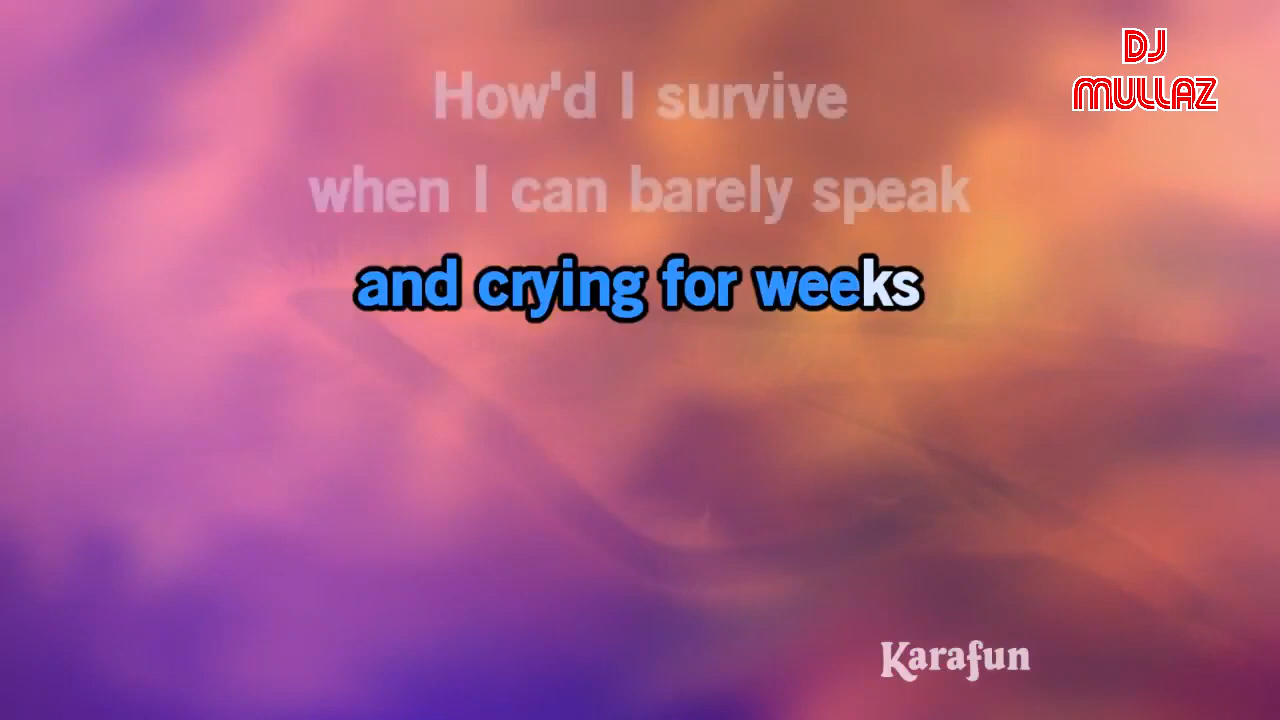 DJ
MULLAZ
How'd I survive
when I can barely speak
and crying for weeks
Karafun